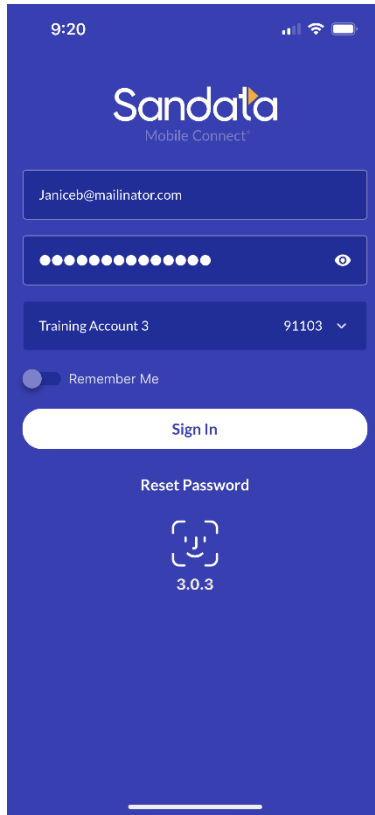 9:20
Sandata
Mobile Connect
Janiceb@mailinator.com
●●●●●●●●●●●●●●
Training Account 3 91103
Remember Me
Sign In
Reset Password
3.0.3